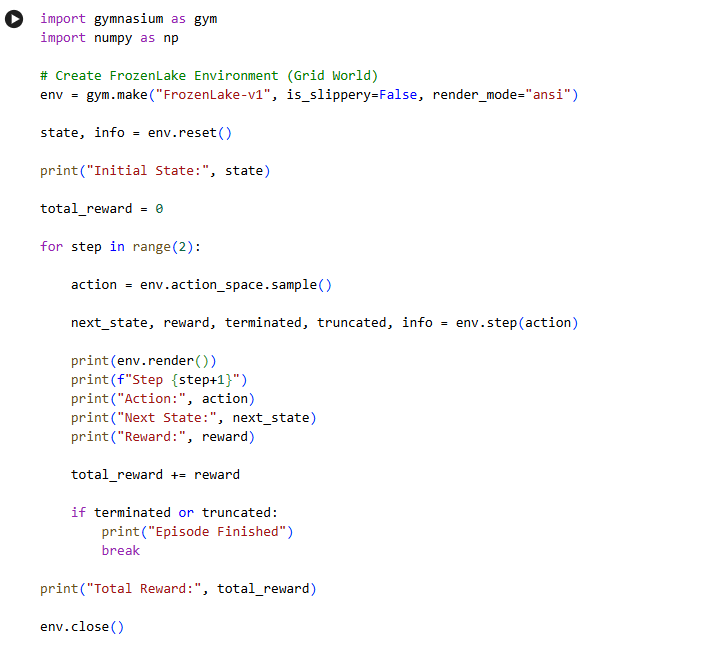 import gymnasium as gym
import numpy as np
# Create FrozenLake Environment (Grid World)
env = gym.make("FrozenLake-v1", is_slippery=False, render_mode="ansi")
state, info = env.reset()
print("Initial State:", state)
total_reward = 0
for step in range(2):
    action = env.action_space.sample()
    next_state, reward, terminated, truncated, info = env.step(action)
    print(env.render())
    print(f"Step {step+1}")
    print("Action:", action)
    print("Next State:", next_state)
    print("Reward:", reward)
    total_reward += reward
    if terminated or truncated:
        print("Episode Finished")
        break
print("Total Reward:", total_reward)
env.close()